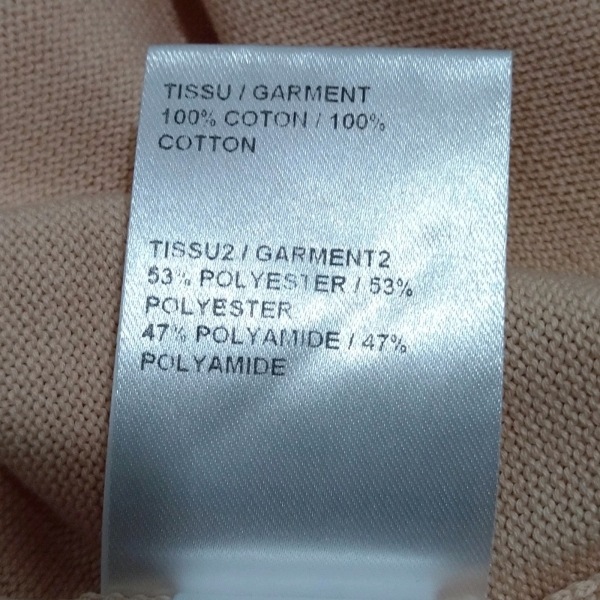 TISSU / GARMENT
100% COTON / 100%
COTTON
TISSU2 / GARMENT2
53% POLYESTER / 53%
POLYESTER
47% POLYAMIDE / 47%
POLYAMIDE